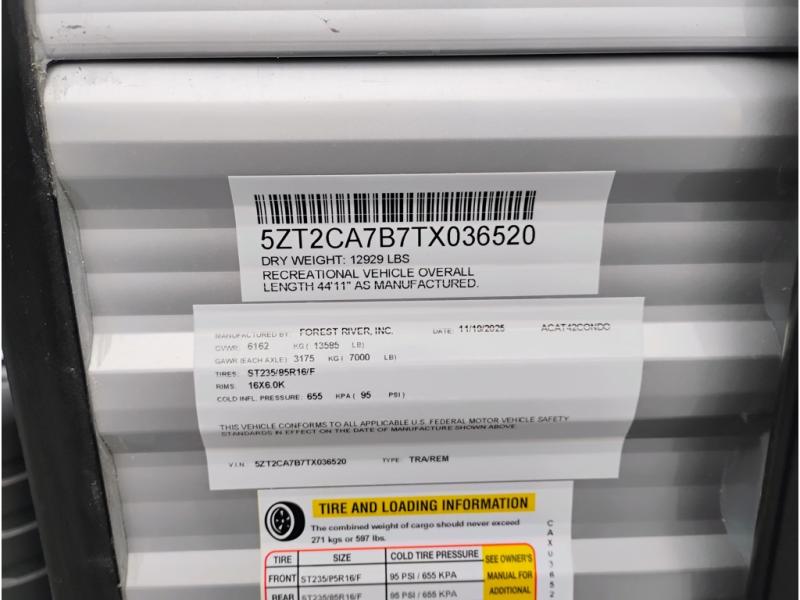 5ZT2CA7B7TX036520
DRY WEIGHT: 12929 LBS
RECREATIONAL VEHICLE OVERALL
LENGTH 44'11" AS MANUFACTURED.
MANUFACTURED BY: FOREST RIVER, INC. DATE: 11/19/2025 ACAT42CONDO
GVWR: 6162 KG ( 13585 LB)
GAWR (EACH AXLE) 3175 KG ( 7000 LB)
TIRES: ST235/85R16/F
RIMS: 16X6.0K
COLD INFL. PRESSURE: 655 KPA ( 95 PSI )
THIS VEHICLE CONFORMS TO ALL APPLICABLE U.S. FEDERAL MOTOR VEHICLE SAFETY
STANDARDS IN EFFECT ON THE DATE OF MANUFACTURE SHOWN ABOVE
V.I.N. 5ZT2CA7B7TX036520 TYPE: TRA/REM
TIRE AND LOADING INFORMATION
The combined weight of cargo should never exceed
271 kgs or 597 lbs.
TIRE SIZE COLD TIRE PRESSURE SEE OWNER'S
FRONT ST235/85R16/F 95 PSI / 655 KPA MANUAL FOR
REAR ST235/85R16/F 95 PSI / 655 KPA ADDITIONAL
CAXU3652